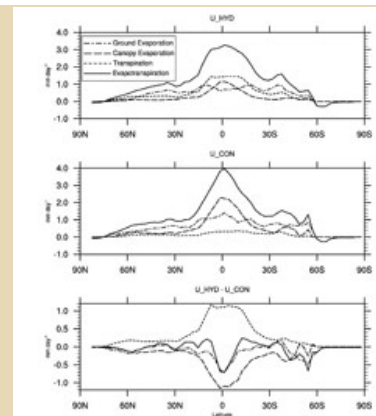 U_HYD
4.0
3.0
2.0
1.0
0.0
-1.0
mm day⁻¹
Ground Evaporation
Canopy Evaporation
Transpiration
Evapotranspiration
90N 60N 30N 0 30S 60S 90S
U_CON
4.0
3.0
2.0
1.0
0.0
-1.0
mm day⁻¹
90N 60N 30N 0 30S 60S 90S
U_HYD - U_CON
1.0
0.5
0.0
-0.5
-1.0
mm day⁻¹
90N 60N 30N 0 30S 60S 90S
Latitude